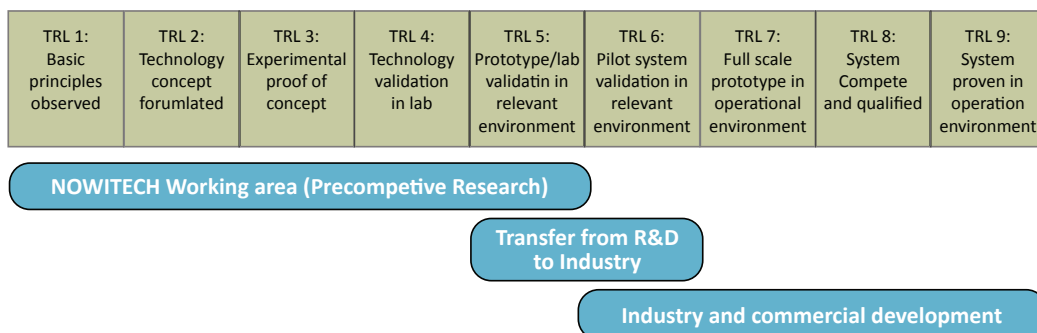 TRL 1:
Basic
principles
observed
TRL 2:
Technology
concept
forumlated
TRL 3:
Experimental
proof of
concept
TRL 4:
Technology
validation
in lab
TRL 5:
Prototype/lab
validatin in
relevant
environment
TRL 6:
Pilot system
validation in
relevant
environment
TRL 7:
Full scale
prototype in
operational
environment
TRL 8:
System
Compete
and qualified
TRL 9:
System
proven in
operation
environment
NOWITECH Working area (Precompetive Research)
Transfer from R&D
to Industry
Industry and commercial development